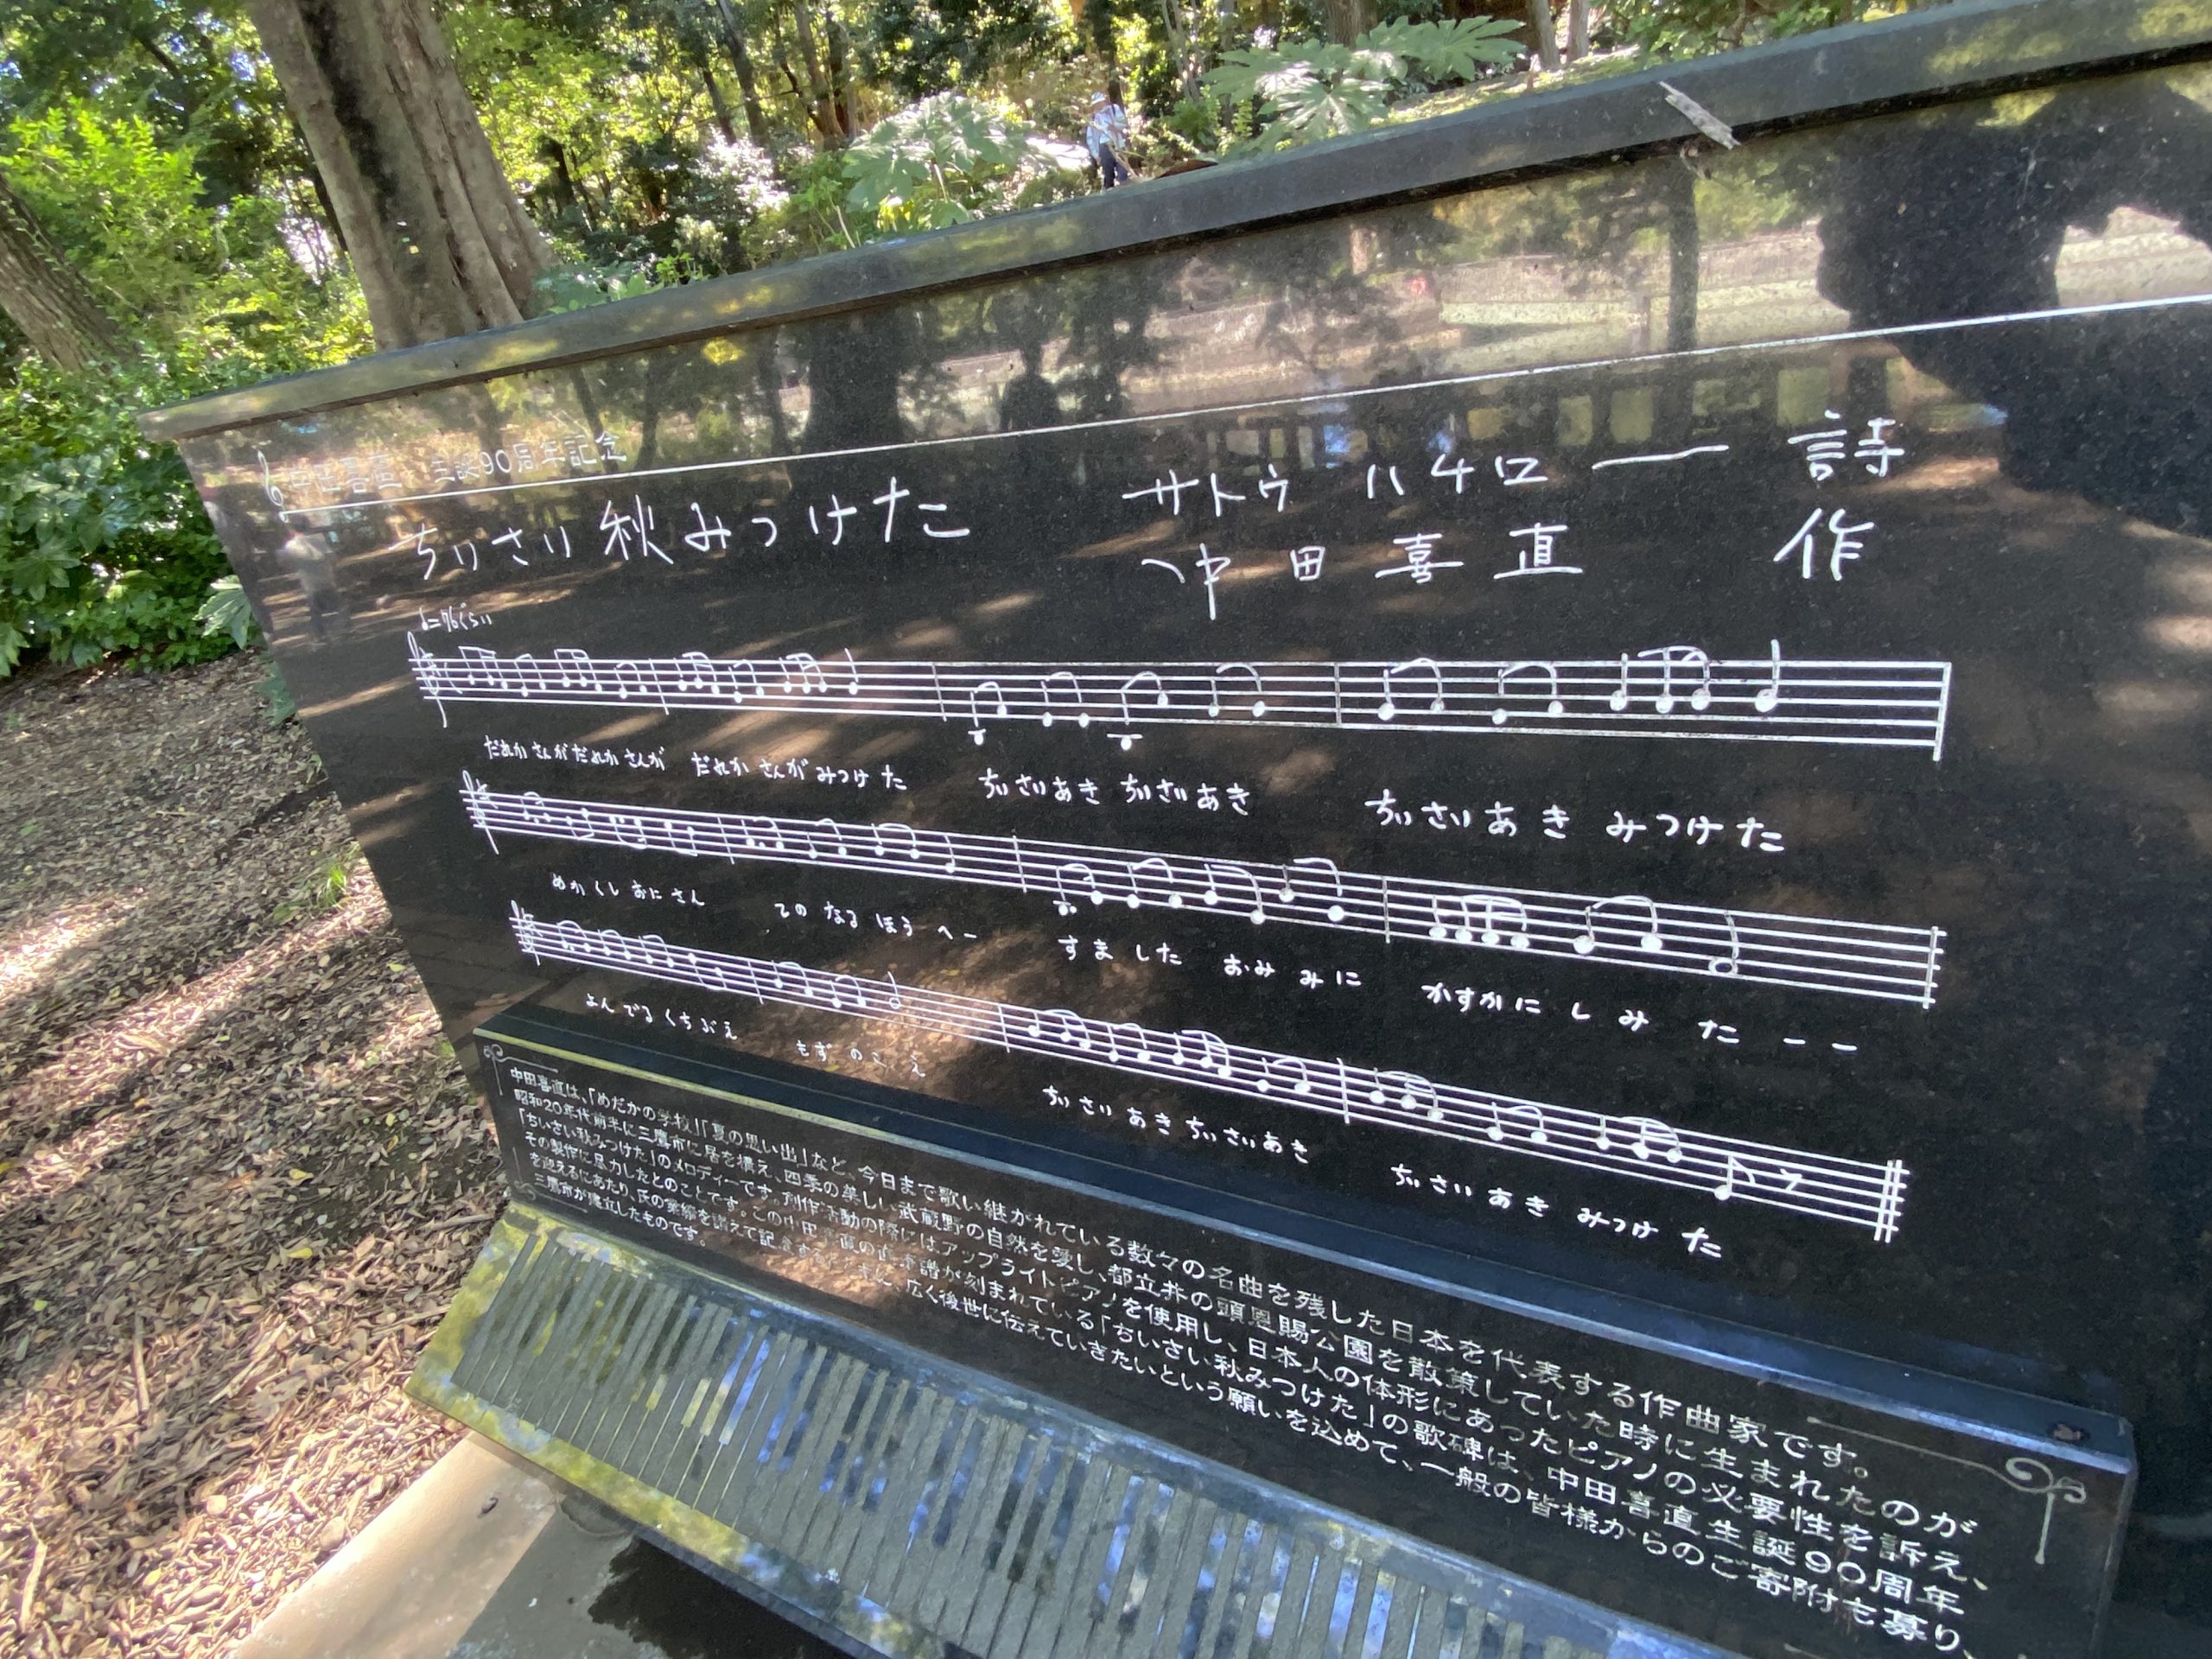 中田喜直 生誕90周年記念
ちいさい秋みつけた
サトウ ハチロー 詩
中田喜直 作
♩=76ぐらい
だれかさんがだれかさんが だれかさんがみつけた ちいさいあき ちいさいあき ちいさいあき みつけた
めかくしおにさん てのなるほうへー すましたおみみに かすかにしみたーー
よんでるくちぶえ もずのこえ ちいさいあきちいさいあき ちいさいあき みつけた
中田喜直は、「めだかの学校」「夏の思い出」など、今日まで歌い継がれている数々の名曲を残した日本を代表する作曲家です。
昭和20年代前半に三鷹市に居を構え、四季の美しい武蔵野の自然を愛し、都立井の頭恩賜公園を散策していた時に生まれたのが
「ちいさい秋みつけた」のメロディーです。創作活動の際にはアップライトピアノを使用し、日本人の体形にあったピアノの必要性を訴え、
その製作に尽力したとのことです。この中田喜直の直筆譜が刻まれている「ちいさい秋みつけた」の歌碑は、中田喜直生誕90周年
を迎えるにあたり、氏の業績を讃えて記念するとともに、広く後世に伝えていきたいという願いを込めて、一般の皆様からのご寄附も募り、
三鷹市が建立したものです。